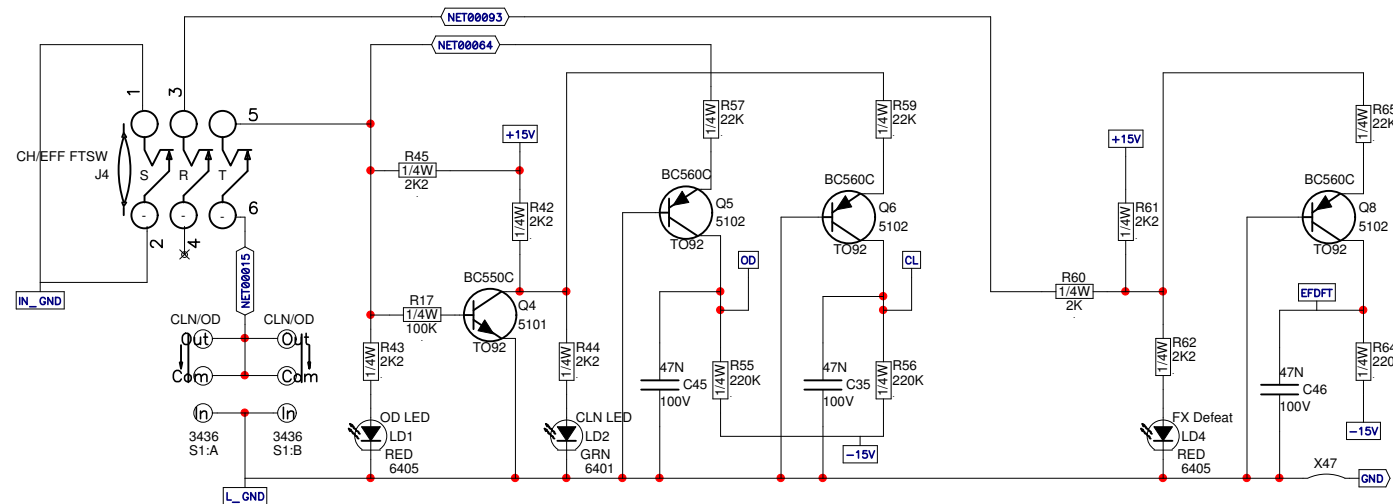 NET00093
NET00064
1
3
5
CH/EFF FTSW
J4
S
R
T
-
-
-
2
4
6
IN_GND
NET00015
CLN/OD
CLN/OD
Out
Out
Com
Com
In
In
3436
S1:A
3436
S1:B
L_GND
R45
1/4W
2K2
+15V
R42
1/4W
2K2
BC550C
Q4
5101
TO92
R17
1/4W
100K
R43
1/4W
2K2
OD LED
LD1
RED
6405
R44
1/4W
2K2
CLN LED
LD2
GRN
6401
R57
1/4W
22K
BC560C
Q5
5102
TO92
OD
47N
C45
100V
R55
1/4W
220K
R59
1/4W
22K
BC560C
Q6
5102
TO92
CL
47N
C35
100V
R56
1/4W
220K
-15V
+15V
R61
1/4W
2K2
R60
1/4W
2K
R62
1/4W
2K2
FX Defeat
LD4
RED
6405
R65
1/4W
22K
BC560C
Q8
5102
TO92
EFDFT
47N
C46
100V
R64
1/4W
220
-15V
X47
GND